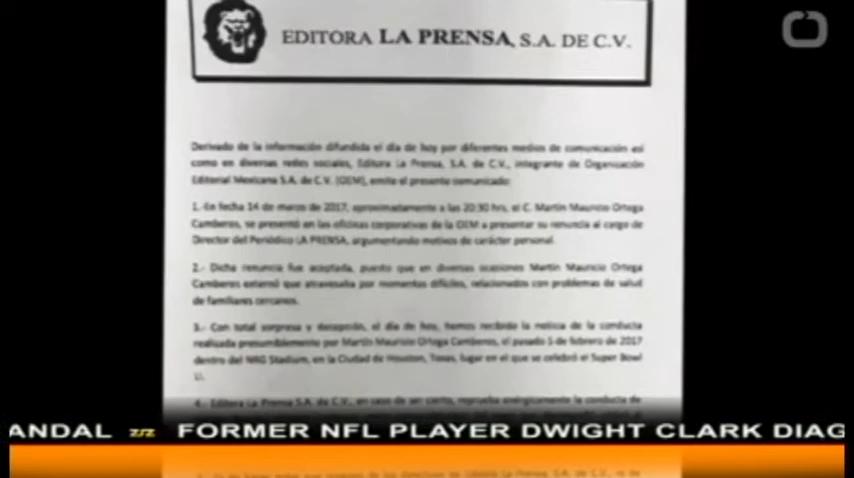 EDITORA LA PRENSA, S.A. DE C.V.
Derivado de la información difundida el día de hoy por diferentes medios de comunicación así
como en diversas redes sociales, Editora La Prensa, S.A. de C.V., integrante de Organización
Editorial Mexicana S.A. de C.V. (OEM), emite el presente comunicado:
1.-En fecha 14 de marzo de 2017, aproximadamente a las 20:30 hrs, el C. Martín Mauricio Ortega
Camberos, se presentó en las oficinas corporativas de la OEM a presentar su renuncia al cargo de
Director del Periódico LA PRENSA, argumentando motivos de carácter personal.
2.- Dicha renuncia fue aceptada, puesto que en diversas ocasiones Martín Mauricio Ortega
Camberos externó que atravesaba por momentos difíciles, relacionados con problemas de salud
de familiares cercanos.
3.- Con total sorpresa y decepción, el día de hoy, hemos recibido la noticia de la conducta
realizada presumiblemente por Martín Mauricio Ortega Camberos, el pasado 5 de febrero de 2017
dentro del NRG Stadium, en la Ciudad de Houston, Texas, lugar en el que se celebró el Super Bowl
LI.
4.- Editora La Prensa S.A. de C.V., en caso de ser cierto, reprueba enérgicamente la conducta de
ANDAL ZJZ FORMER NFL PLAYER DWIGHT CLARK DIAG